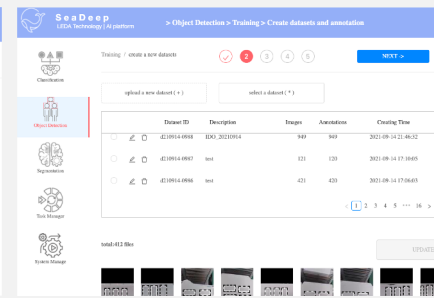 SeaDeep
LEDA Technology | AI platform
> Object Detection > Training > Create datasets and annotation
Training / create a new datasets
2 3 4 5
NEXT ->
Classification
upload a new dataset ( + )
select a dataset ( * )
Object Detection
Dataset ID Description Images Annotations Creating Time
d210914-0988 IDO_20210914 949 949 2021-09-14 21:46:32
d210914-0987 test 121 120 2021-09-14 17:10:03
d210914-0986 test 421 420 2021-09-14 17:06:03
Segmentation
< 1 2 3 4 5 ··· 16 >
Task Manager
total:412 files
UPDATE
System Manage